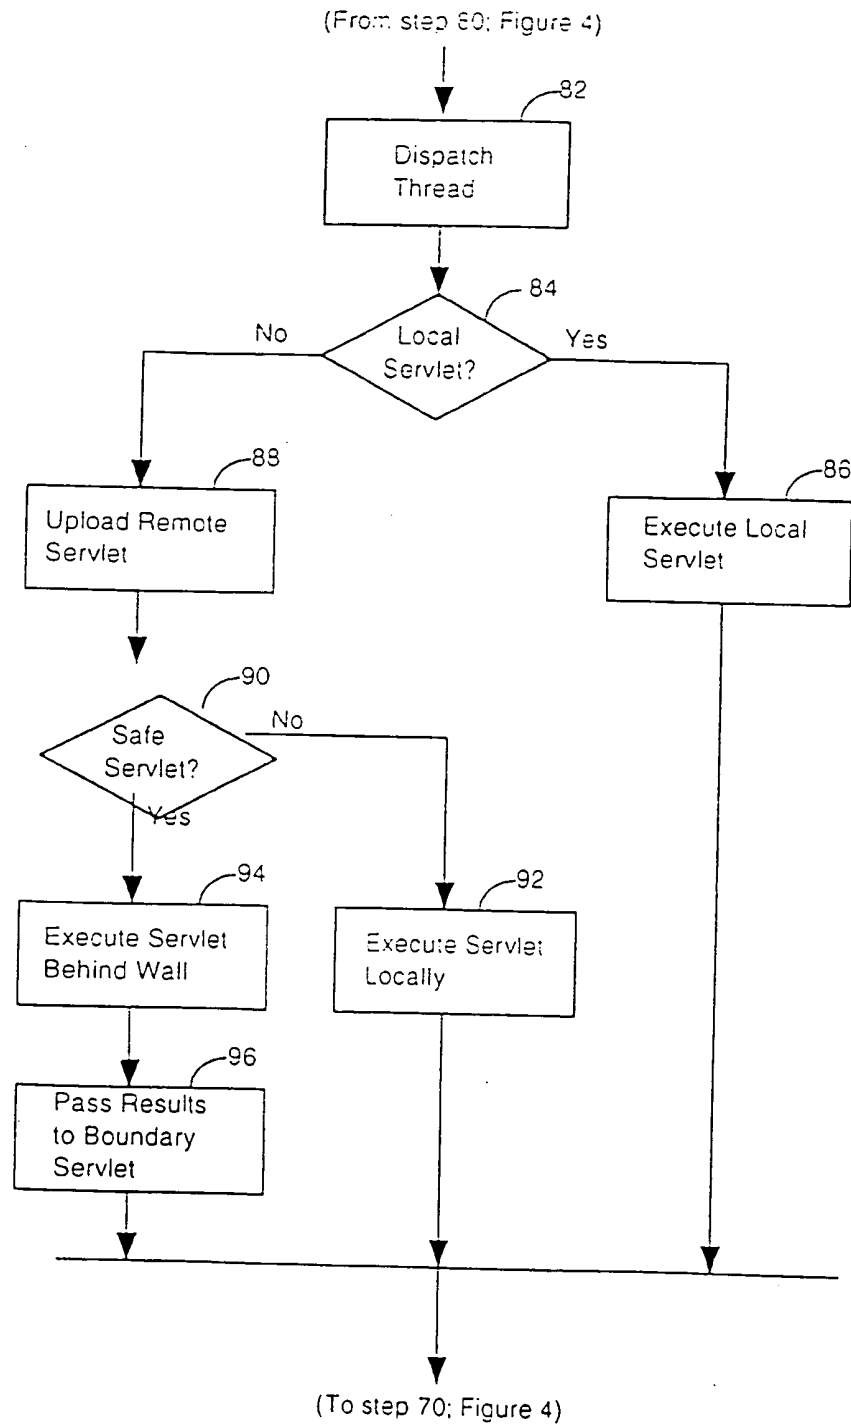 (From step 60; Figure 4)
82
Dispatch
Thread
84
No
Local
Servlet?
Yes
88
Upload Remote
Servlet
86
Execute Local
Servlet
90
Safe
Servlet?
No
Yes
94
Execute Servlet
Behind Wall
92
Execute Servlet
Locally
96
Pass Results
to Boundary
Servlet
(To step 70; Figure 4)